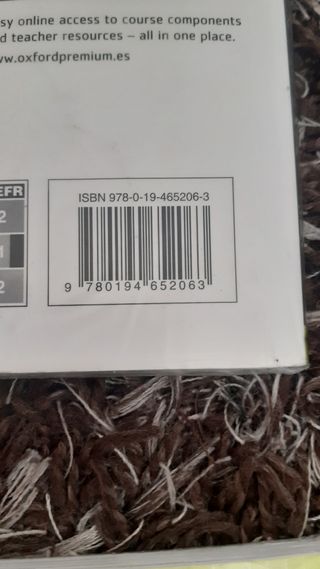 sy online access to course components
d teacher resources – all in one place.
w.oxfordpremium.es
EFR
2
1
2
ISBN 978-0-19-465206-3
9 780194 652063